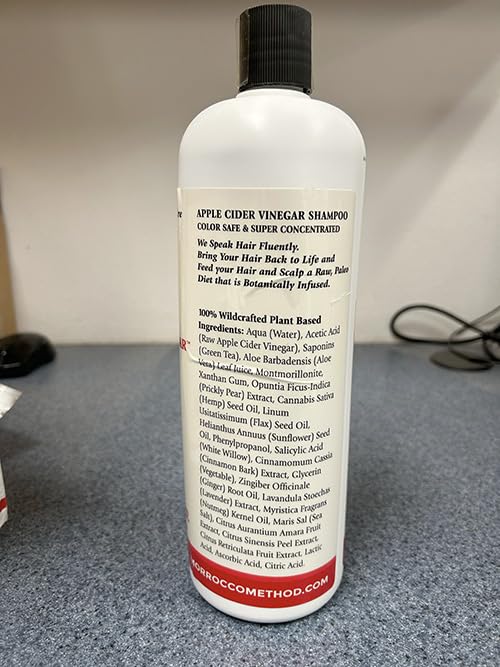 APPLE CIDER VINEGAR SHAMPOO
COLOR SAFE & SUPER CONCENTRATED
We Speak Hair Fluently.
Bring Your Hair Back to Life and
Feed your Hair and Scalp a Raw, Paleo
Diet that is Botanically Infused.
100% Wildcrafted Plant Based
Ingredients: Aqua (Water), Acetic Acid
(Raw Apple Cider Vinegar), Saponins
(Green Tea), Aloe Barbadensis (Aloe
Vera) Leaf Juice, Montmorillonite,
Xanthan Gum, Opuntia Ficus-Indica
(Prickly Pear) Extract, Cannabis Sativa
(Hemp) Seed Oil, Linum
Usitatissimum (Flax) Seed Oil,
Helianthus Annuus (Sunflower) Seed
Oil, Phenylpropanol, Salicylic Acid
(White Willow). Cinnamomum Cassia
(Cinnamon Bark) Extract, Glycerin
(Vegetable), Zingiber Officinale
(Ginger) Root Oil, Lavandula Stoechas
(Lavender) Extract, Myristica Fragrans
(Nutmeg) Kernel Oil, Maris Sal (Sea
Salt), Citrus Aurantium Amara Fruit
Extract, Citrus Sinensis Peel Extract,
Citrus Reticulata Fruit Extract, Lactic
Acid, Ascorbic Acid, Citric Acid.
MORROCCOMETHOD.COM